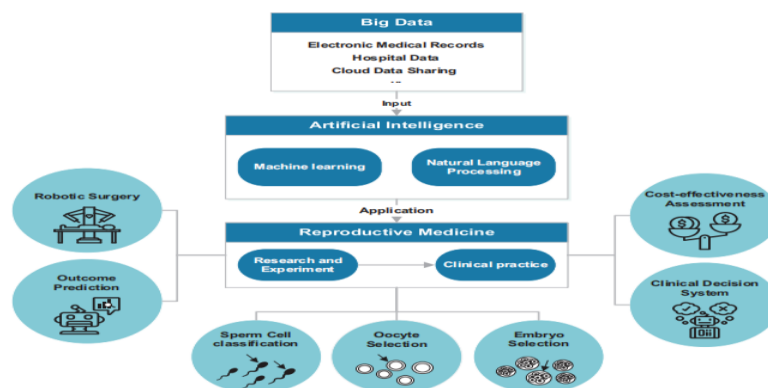 Big Data
Electronic Medical Records
Hospital Data
Cloud Data Sharing
...
Input
Artificial Intelligence
Machine learning
Natural Language
Processing
Application
Reproductive Medicine
Research and
Experiment
Clinical practice
Robotic Surgery
Outcome
Prediction
Cost-effectiveness
Assessment
$
$
Clinical Decision
System
Sperm Cell
classification
Oocyte
Selection
Embryo
Selection